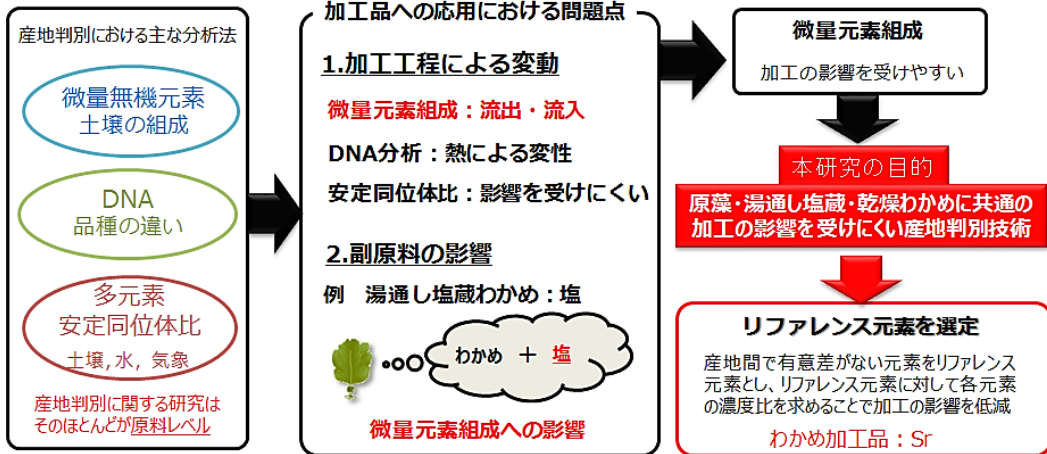 産地判別における主な分析法
微量無機元素
土壌の組成
DNA
品種の違い
多元素
安定同位体比
土壌,水,気象
産地判別に関する研究は
そのほとんどが原料レベル
加工品への応用における問題点
1.加工工程による変動
微量元素組成：流出・流入
DNA分析：熱による変性
安定同位体比：影響を受けにくい
2.副原料の影響
例　湯通し塩蔵わかめ：塩
わかめ　＋　塩
微量元素組成への影響
微量元素組成
加工の影響を受けやすい
本研究の目的
原藻・湯通し塩蔵・乾燥わかめに共通の
加工の影響を受けにくい産地判別技術
リファレンス元素を選定
産地間で有意差がない元素をリファレンス
元素とし、リファレンス元素に対して各元素
の濃度比を求めることで加工の影響を低減
わかめ加工品：Sr